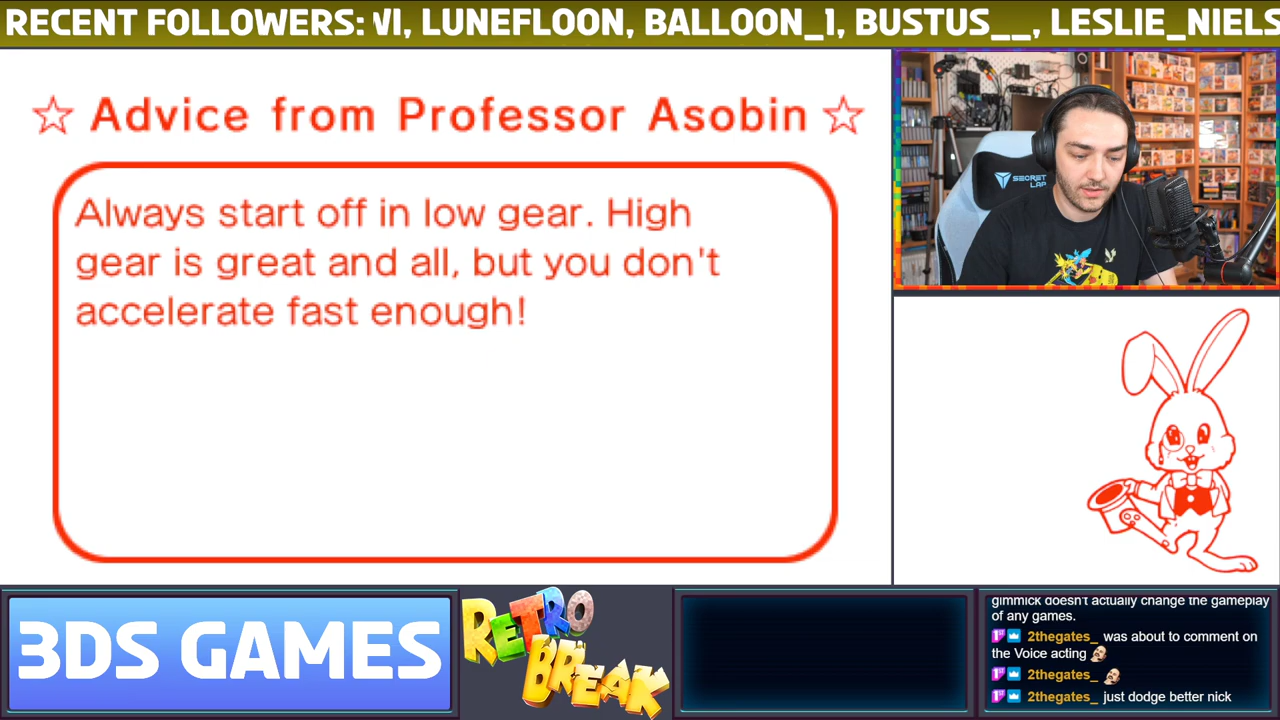 RECENT FOLLOWERS: VI, LUNEFLOON, BALLOON_1, BUSTUS__, LESLIE_NIELS
☆ Advice from Professor Asobin ☆
Always start off in low gear. High
gear is great and all, but you don't
accelerate fast enough!
SECRET
LAB
3DS GAMES
RETRO
BREAK
gimmick doesn't actually change the gameplay
of any games.
2thegates_ was about to comment on
the Voice acting
2thegates_
2thegates_ just dodge better nick